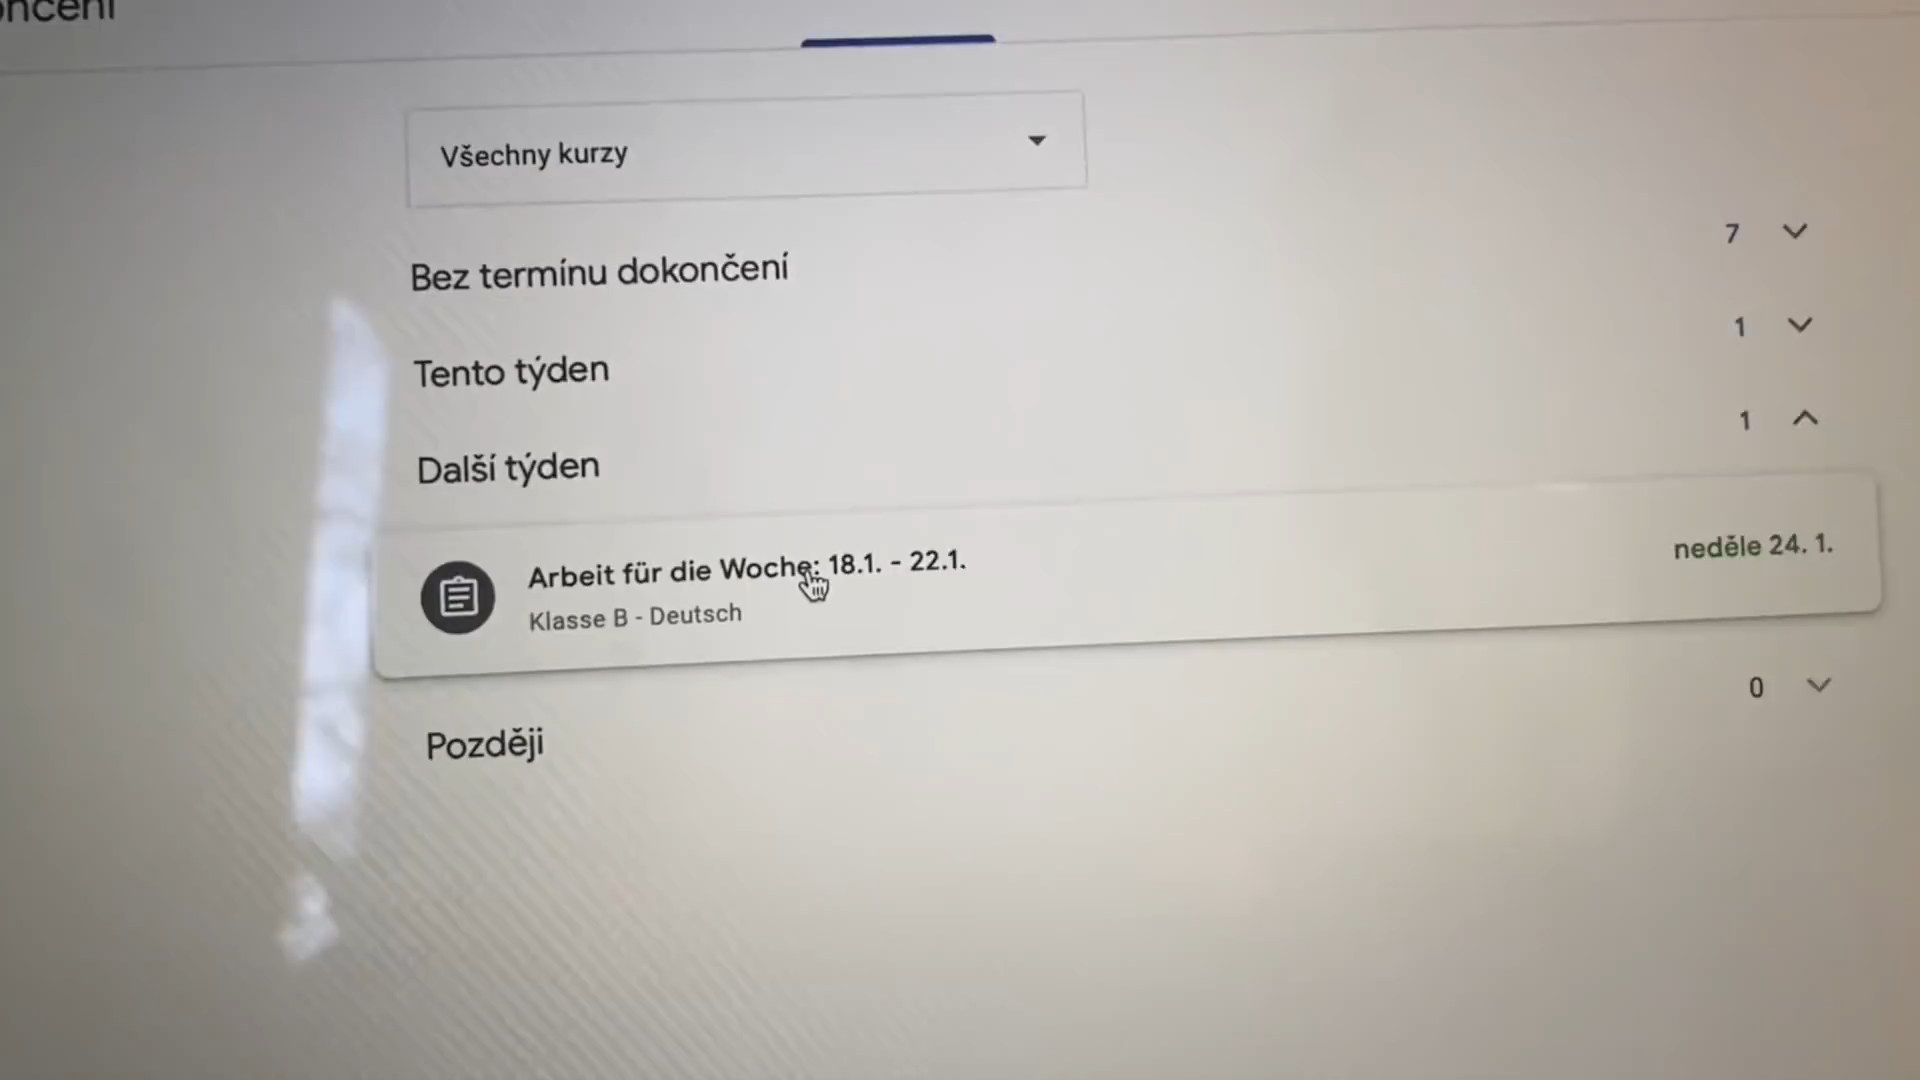 Všechny kurzy
Bez termínu dokončení 7
Tento týden 1
Další týden 1
Arbeit für die Woche: 18.1. - 22.1.
neděle 24. 1.
Klasse B - Deutsch
Později 0